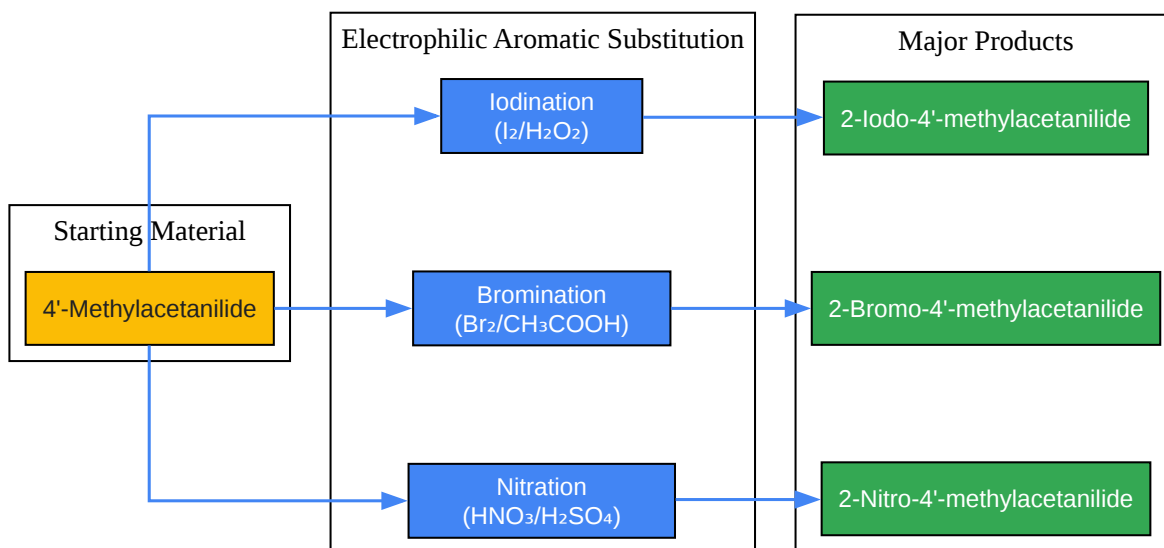 Electrophilic Aromatic Substitution
Major Products
Iodination
(I₂/H₂O₂)
2-Iodo-4'-methylacetanilide
Starting Material
4'-Methylacetanilide
Bromination
(Br₂/CH₃COOH)
2-Bromo-4'-methylacetanilide
Nitration
(HNO₃/H₂SO₄)
2-Nitro-4'-methylacetanilide